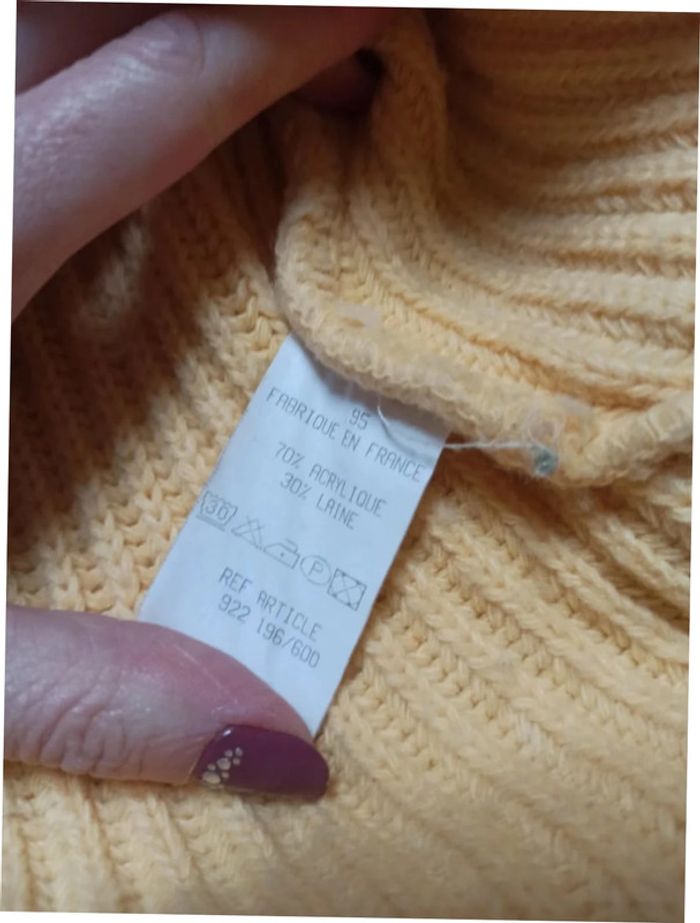 95
FABRIQUE EN FRANCE
70% ACRYLIQUE
30% LAINE
30 P
REF ARTICLE
922 196/600